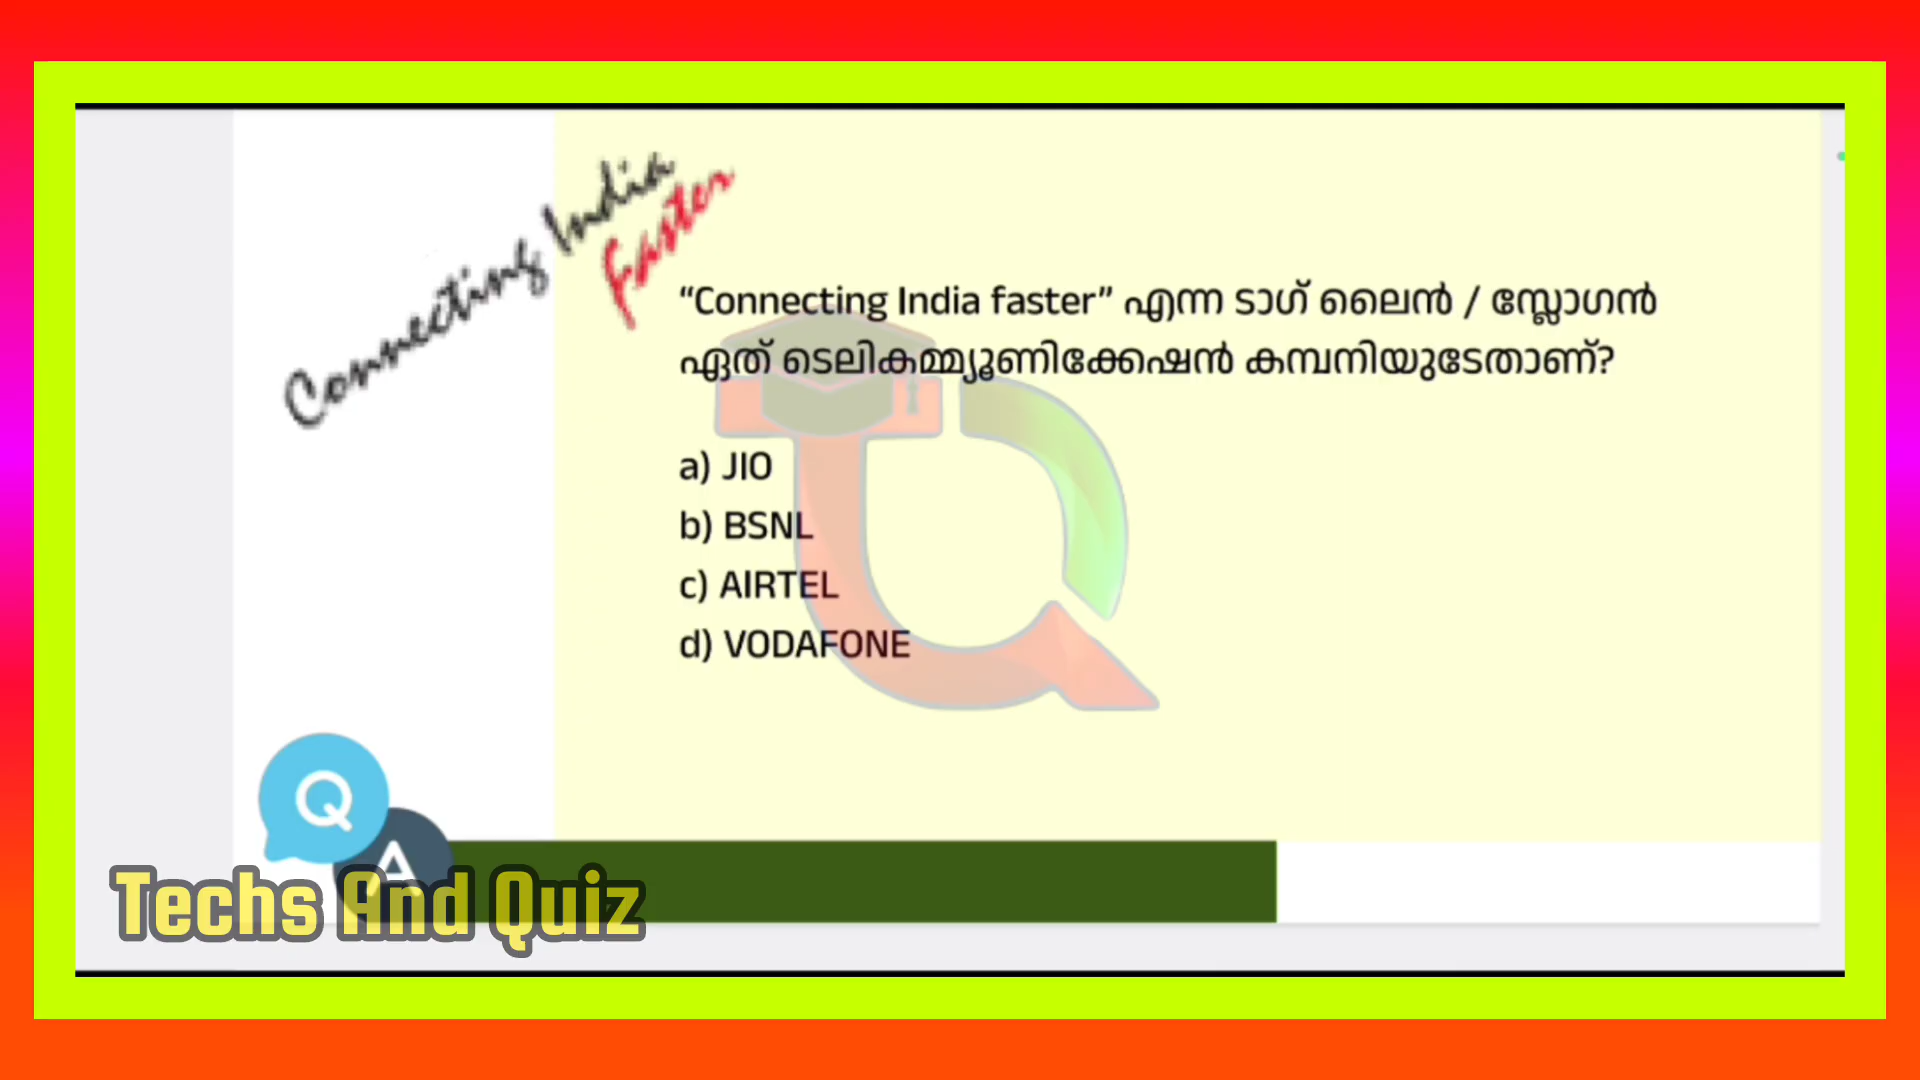 Connecting India
Faster
“Connecting India faster” എന്ന ടാഗ് ലൈൻ / സ്ലോഗൻ
ഏത് ടെലികമ്മ്യൂണിക്കേഷൻ കമ്പനിയുടേതാണ്?
a) JIO
b) BSNL
c) AIRTEL
d) VODAFONE
Q
A
Techs And Quiz